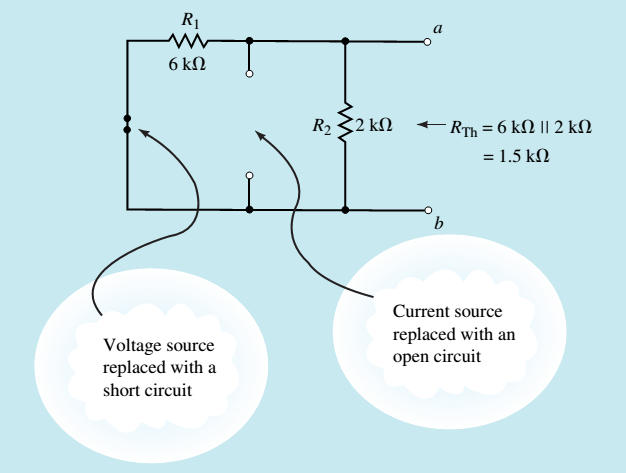 R1
6 kΩ
a
R2
2 kΩ
RTh = 6 kΩ || 2 kΩ
= 1.5 kΩ
b
Voltage source
replaced with a
short circuit
Current source
replaced with an
open circuit